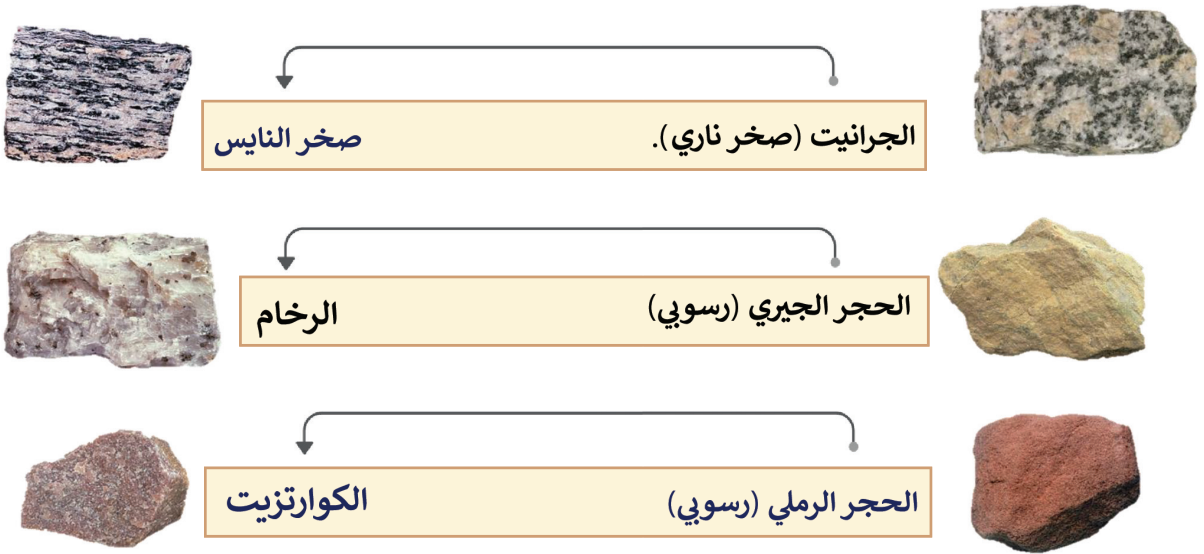 الجرانيت (صخر ناري). صخر النايس
الحجر الجيري (رسوبي) الرخام
الحجر الرملي (رسوبي) الكوارتزيت